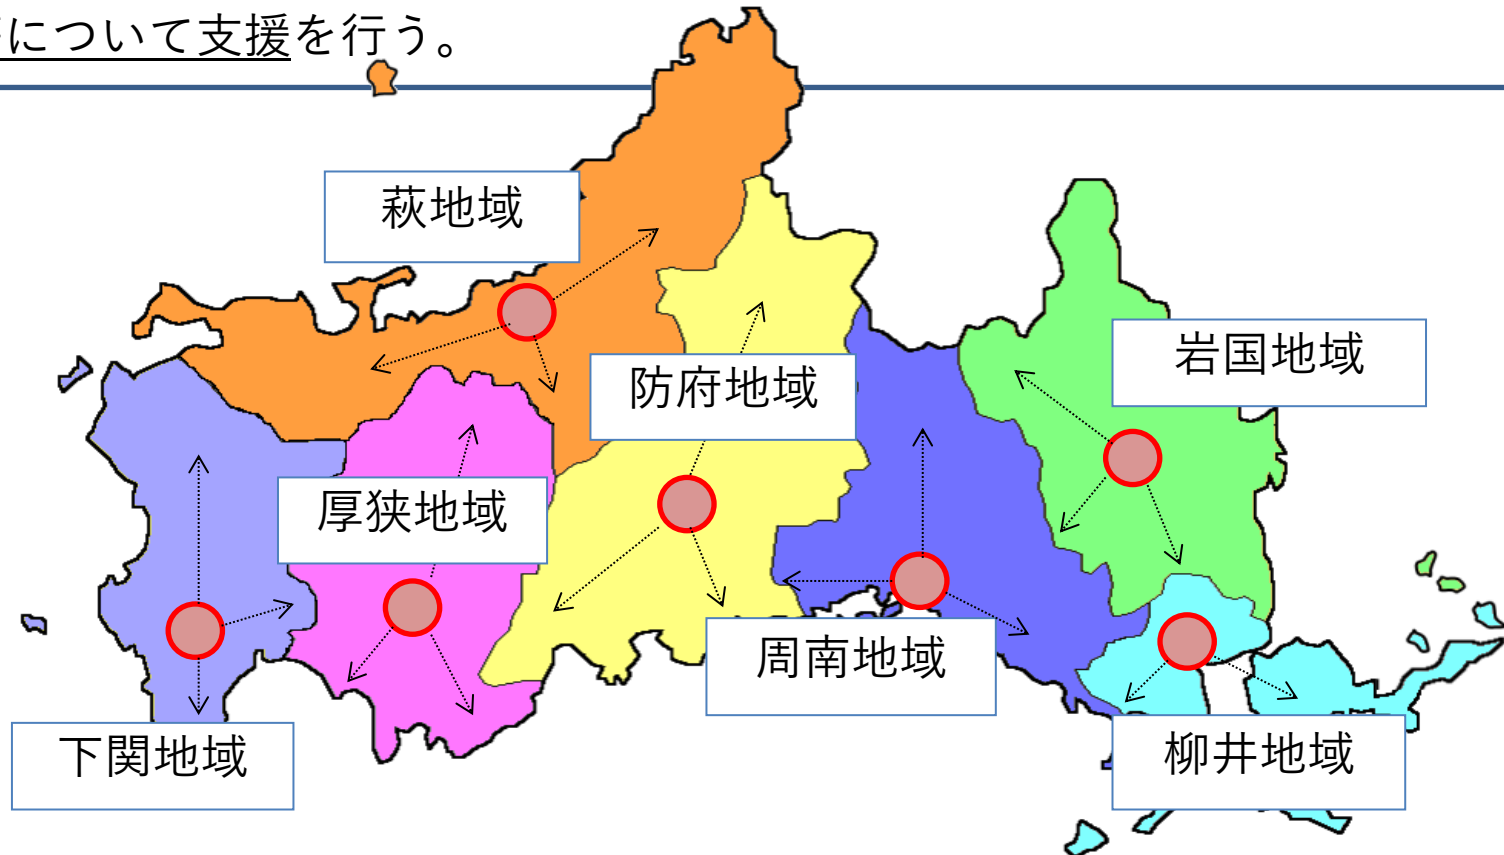 について支援を行う。
萩地域
岩国地域
防府地域
厚狭地域
周南地域
下関地域
柳井地域